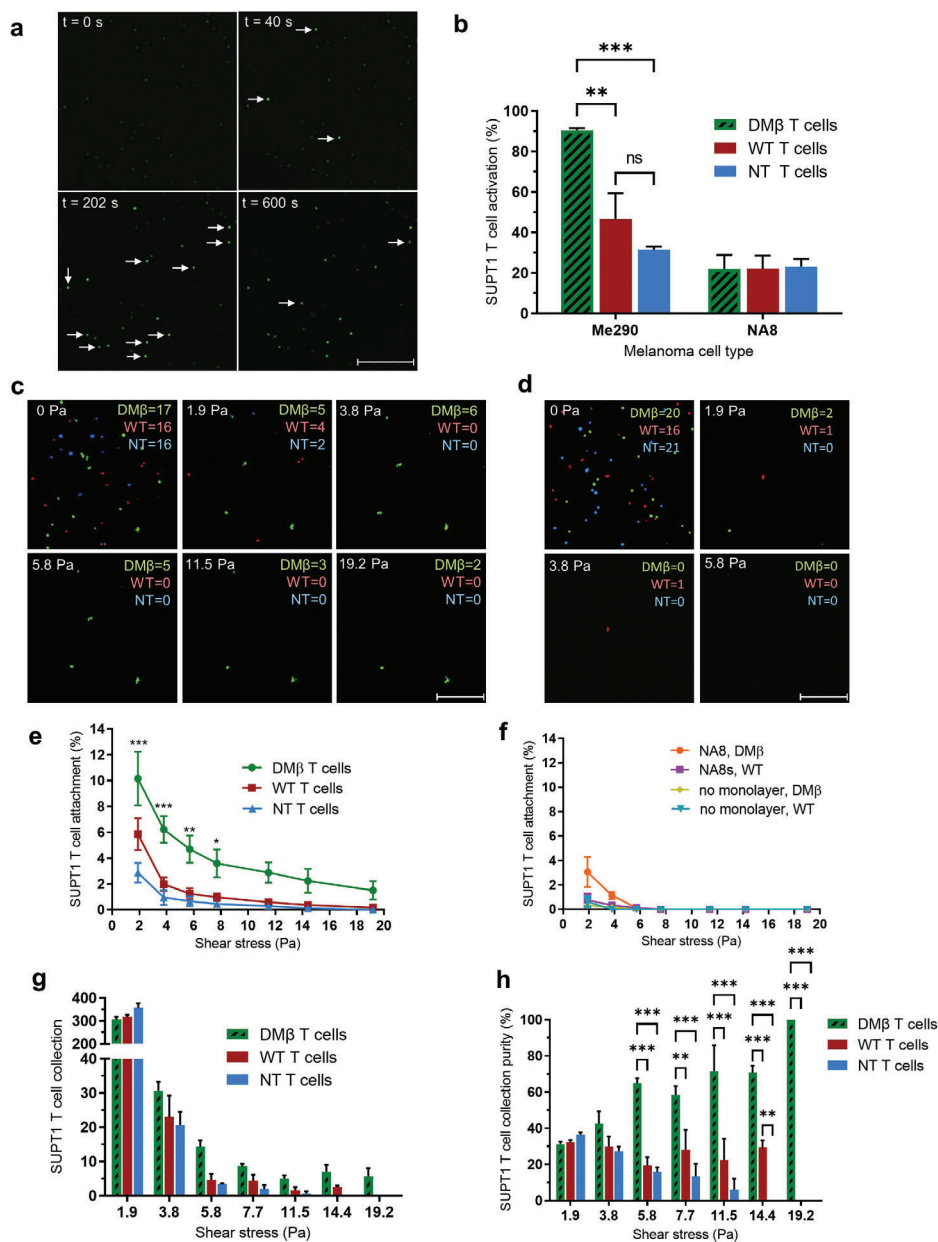 a
t = 0 s
t = 40 s
t = 202 s
t = 600 s
b
***
**
ns
SUPT1 T cell activation (%)
100
80
60
40
20
0
DMβ T cells
WT T cells
NT T cells
Me290
NA8
Melanoma cell type
c
0 Pa
DMβ=17
WT=16
NT=16
1.9 Pa
DMβ=5
WT=4
NT=2
3.8 Pa
DMβ=6
WT=0
NT=0
5.8 Pa
DMβ=5
WT=0
NT=0
11.5 Pa
DMβ=3
WT=0
NT=0
19.2 Pa
DMβ=2
WT=0
NT=0
d
0 Pa
DMβ=20
WT=16
NT=21
1.9 Pa
DMβ=2
WT=1
NT=0
3.8 Pa
DMβ=0
WT=1
NT=0
5.8 Pa
DMβ=0
WT=0
NT=0
e
SUPT1 T cell attachment (%)
14
12
10
8
6
4
2
0
***
***
**
*
DMβ T cells
WT T cells
NT T cells
0 2 4 6 8 10 12 14 16 18 20
Shear stress (Pa)
f
SUPT1 T cell attachment (%)
14
12
10
8
6
4
2
0
NA8, DMβ
NA8s, WT
no monolayer, DMβ
no monolayer, WT
0 2 4 6 8 10 12 14 16 18 20
Shear stress (Pa)
g
SUPT1 T cell collection
400
300
200
40
30
20
10
0
DMβ T cells
WT T cells
NT T cells
1.9 3.8 5.8 7.7 11.5 14.4 19.2
Shear stress (Pa)
h
SUPT1 T cell collection purity (%)
100
80
60
40
20
0
***
***
***
**
***
***
***
***
**
***
***
DMβ T cells
WT T cells
NT T cells
1.9 3.8 5.8 7.7 11.5 14.4 19.2
Shear stress (Pa)